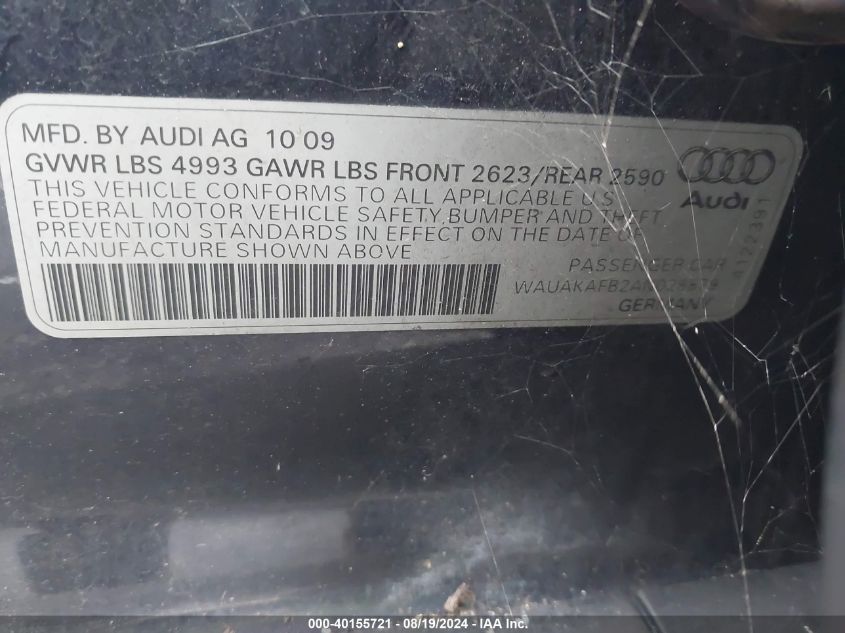 MFD. BY AUDI AG 10 09
GVWR LBS 4993 GAWR LBS FRONT 2623/REAR 2590
THIS VEHICLE CONFORMS TO ALL APPLICABLE U.S.
FEDERAL MOTOR VEHICLE SAFETY, BUMPER AND THEFT
PREVENTION STANDARDS IN EFFECT ON THE DATE OF
MANUFACTURE SHOWN ABOVE
PASSENGER CAR
GERMANY
Audi
4122391
000-40155721 - 08/19/2024 - IAA Inc.